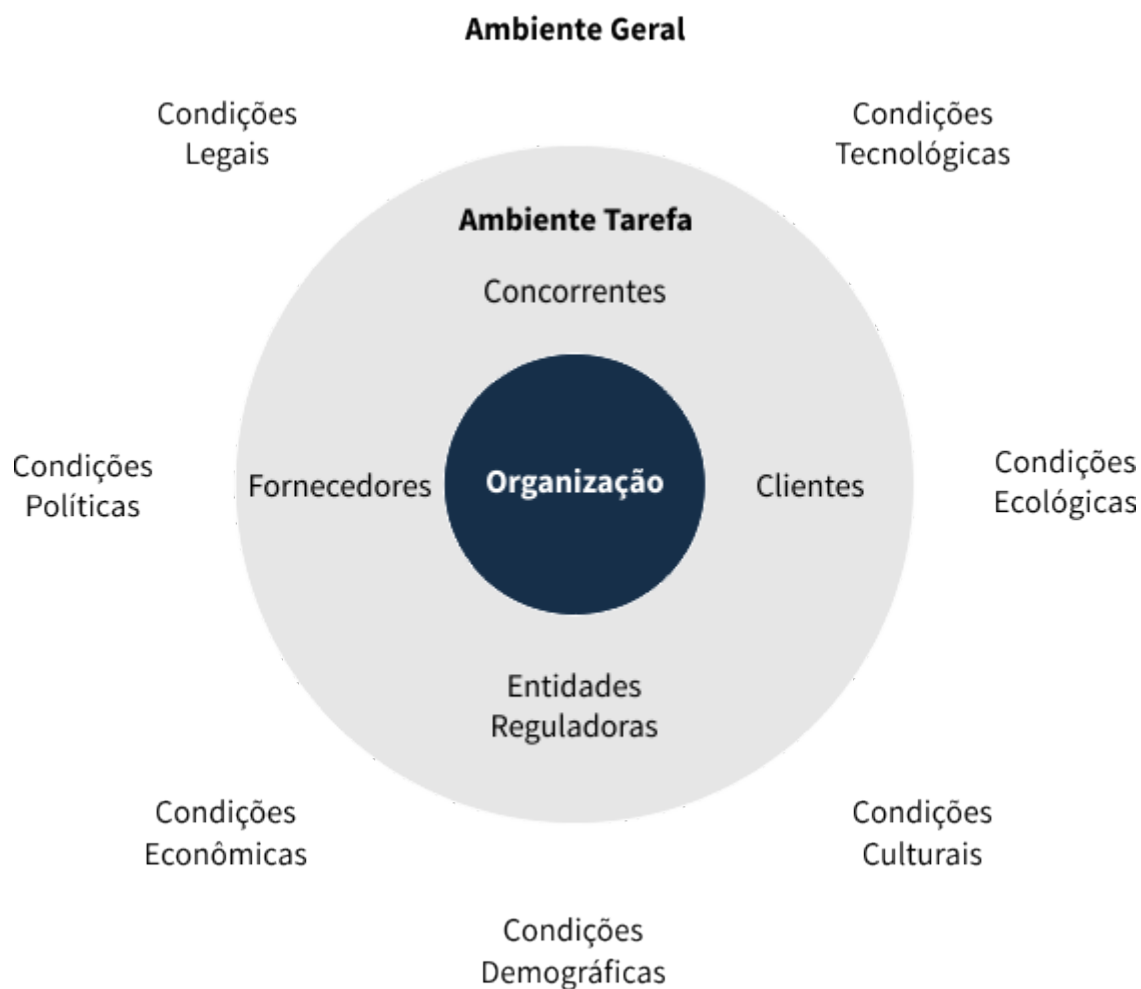 Ambiente Geral
Condições
Legais
Condições
Tecnológicas
Ambiente Tarefa
Concorrentes
Condições
Políticas
Fornecedores
Organização
Clientes
Condições
Ecológicas
Entidades
Reguladoras
Condições
Econômicas
Condições
Culturais
Condições
Demográficas